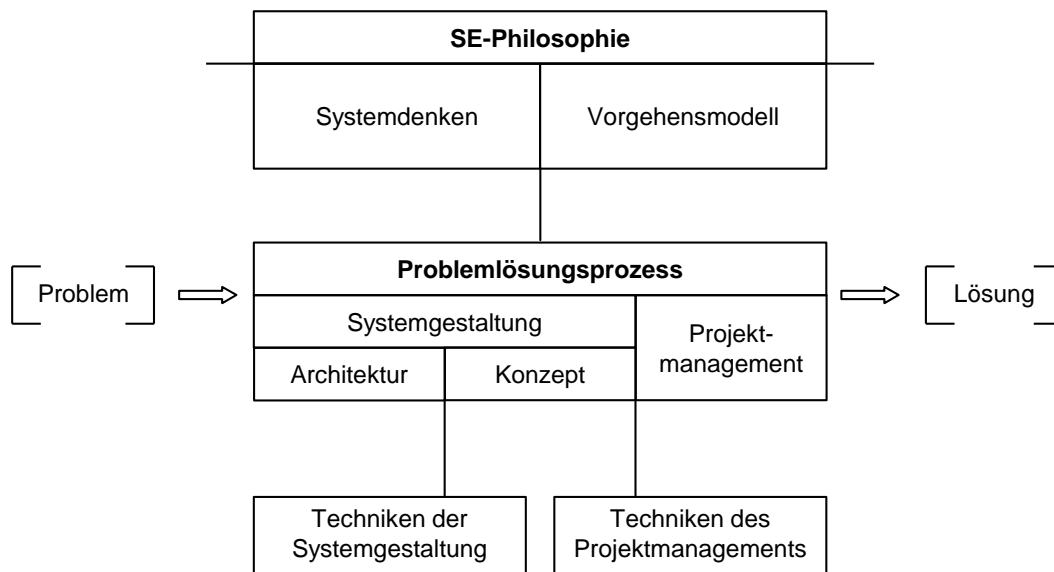 SE-Philosophie
Systemdenken
Vorgehensmodell
Problemlösungsprozess
Problem
Lösung
Systemgestaltung
Projekt-
management
Architektur
Konzept
Techniken der
Systemgestaltung
Techniken des
Projektmanagements